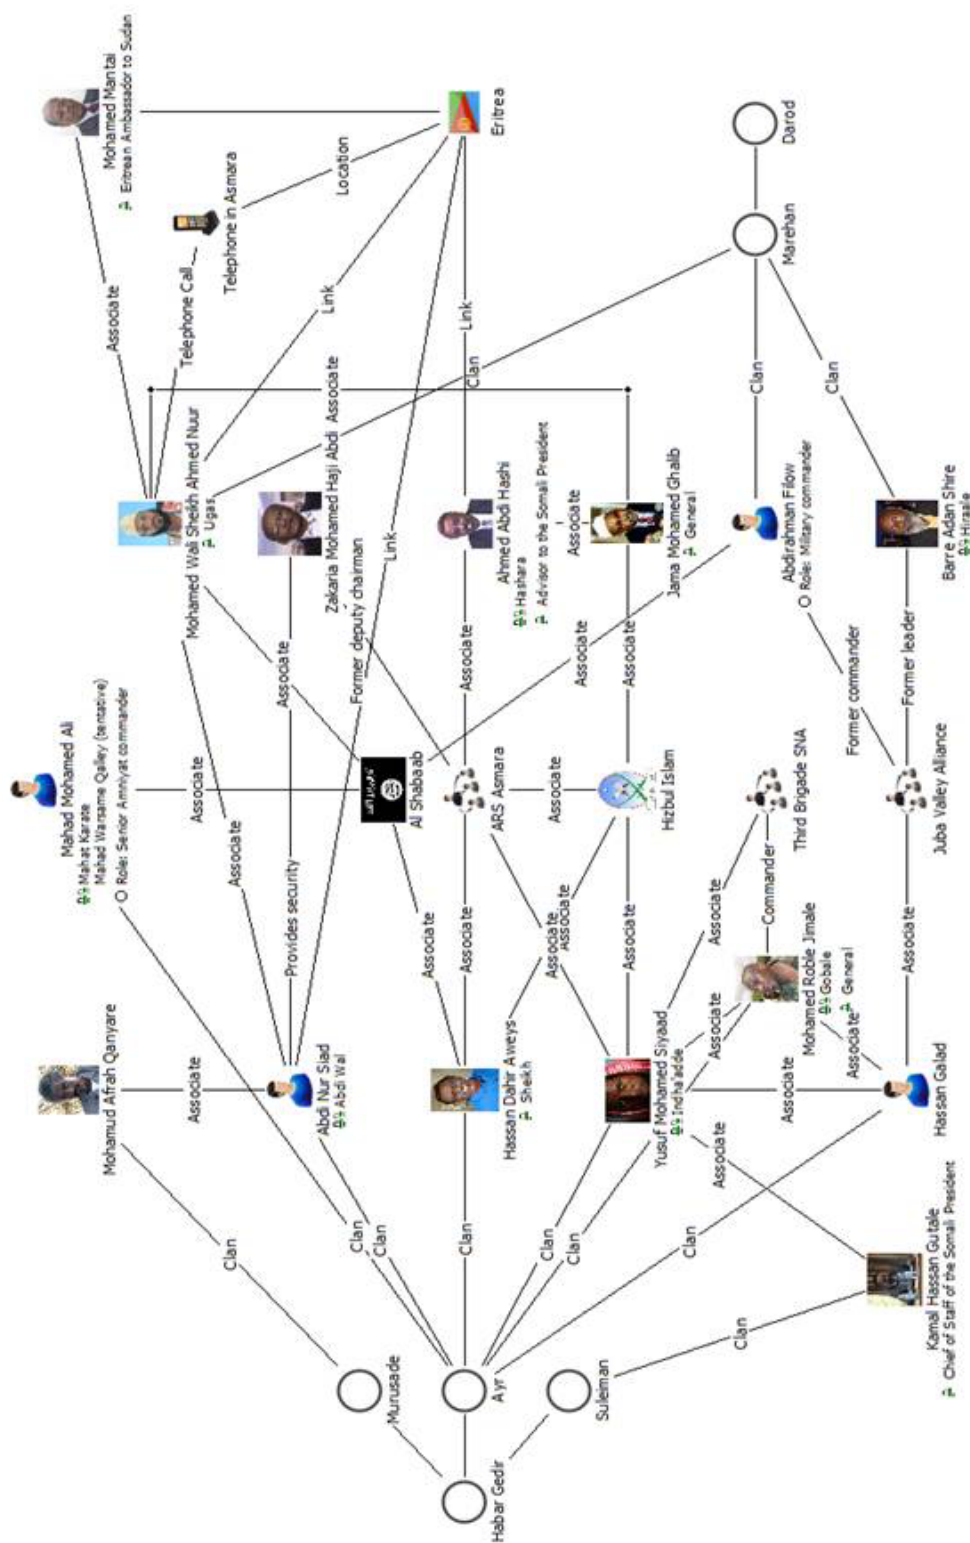 Mohamed Mantai
Eritrean Ambassador to Sudan
Associate
Telephone in Asmara
Telephone Call
Location
Eritrea
Link
Link
Link
Darod
Marehan
Clan
Clan
Clan
Mohamed Wali Sheikh Ahmed Nuur
Ugas
Zakaria Mohamed Haji Abdi
Associate
Ahmed Abdi Hashi
Hashara
Advisor to the Somali President
Associate
Jama Mohamed Ghalib
General
Abdirahman Filow
Role: Military commander
Barre Adan Shire
Hiraale
Associate
Former deputy chairman
Associate
Associate
Associate
Former commander
Former leader
Mahad Mohamed Ali
Mahat Karate
Mahad Warsame Qalley (tentative)
Role: Senior Amniyat commander
Associate
Al Shabaab
ARS Asmara
Associate
Hizbul Islam
Third Brigade SNA
Juba Valley Alliance
Associate
Provides security
Associate
Associate
Associate
Associate
Associate
Associate
Commander
Associate
Mohamud Afrah Qanyare
Associate
Abdi Nur Siad
Abdi Wal
Hassan Dahir Aweys
Sheikh
Yusuf Mohamed Siyaad
Indha'adde
Associate
Mohamed Roble Jimale
Gobale
General
Associate
Associate
Hassan Galad
Associate
Clan
Clan
Clan
Clan
Clan
Clan
Clan
Kamal Hassan Gutale
Chief of Staff of the Somali President
Clan
Murusade
Ayr
Suleiman
Habar Gedir